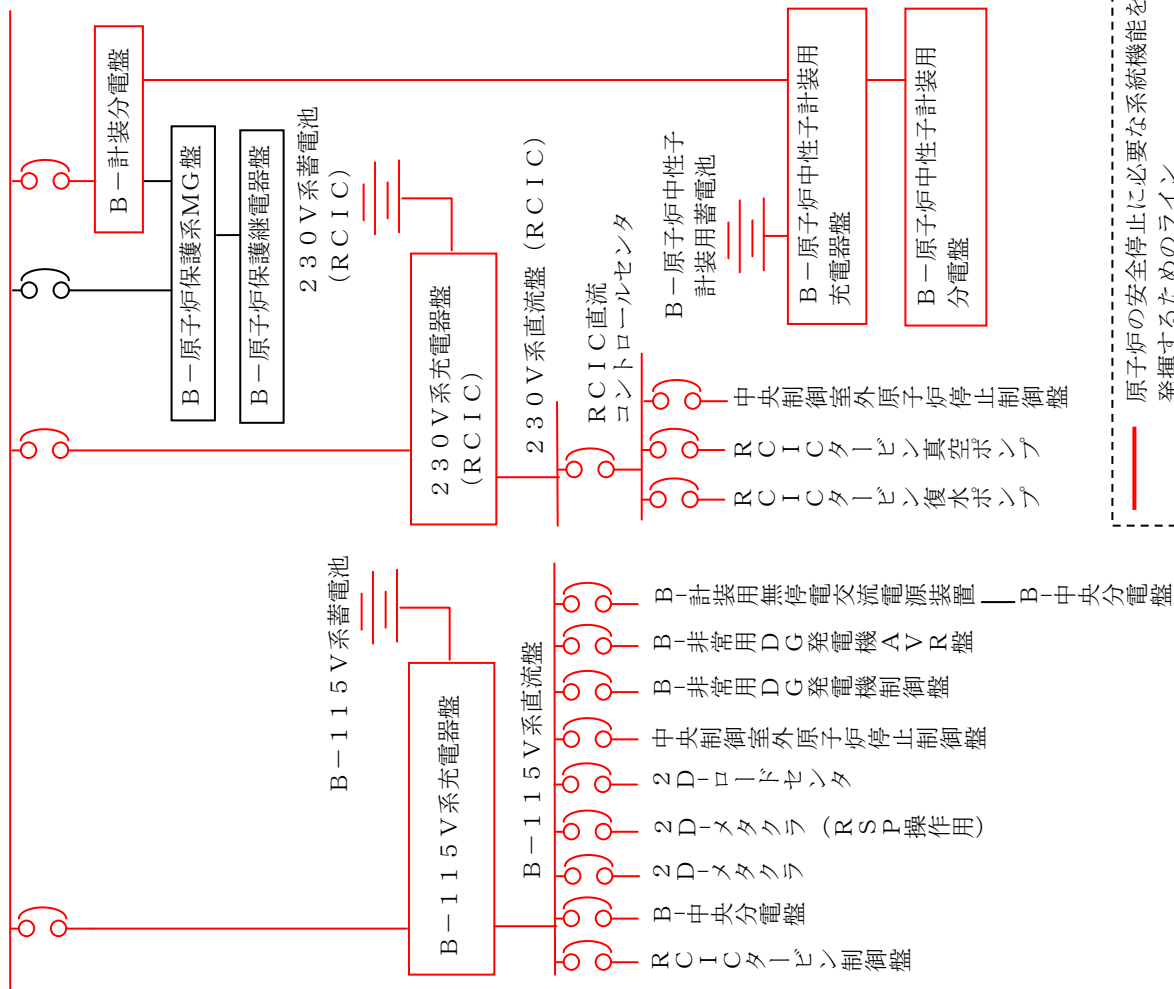 B－計装分電盤
B－原子炉保護系MG盤
B－原子炉保護継電器盤
２３０V系蓄電池
（RCIC）
２３０V系充電器盤
（RCIC）
２３０V系直流盤（RCIC）
RCIC直流
コントロールセンタ
中央制御室外原子炉停止制御盤
RCICタービン真空ポンプ
RCICタービン復水ポンプ
B－原子炉中性子
計装用蓄電池
B－原子炉中性子計装用
充電器盤
B－原子炉中性子計装用
分電盤
B－１１５V系蓄電池
B－１１５V系充電器盤
B－１１５V系直流盤
B-計装用無停電交流電源装置
B-中央分電盤
B-非常用DG発電機AVR盤
B-非常用DG発電機制御盤
中央制御室外原子炉停止制御盤
２D-ロードセンタ
２D-メタクラ（RSP操作用）
２D-メタクラ
B-中央分電盤
RCICタービン制御盤
原子炉の安全停止に必要な系統機能を
発揮するためのライン